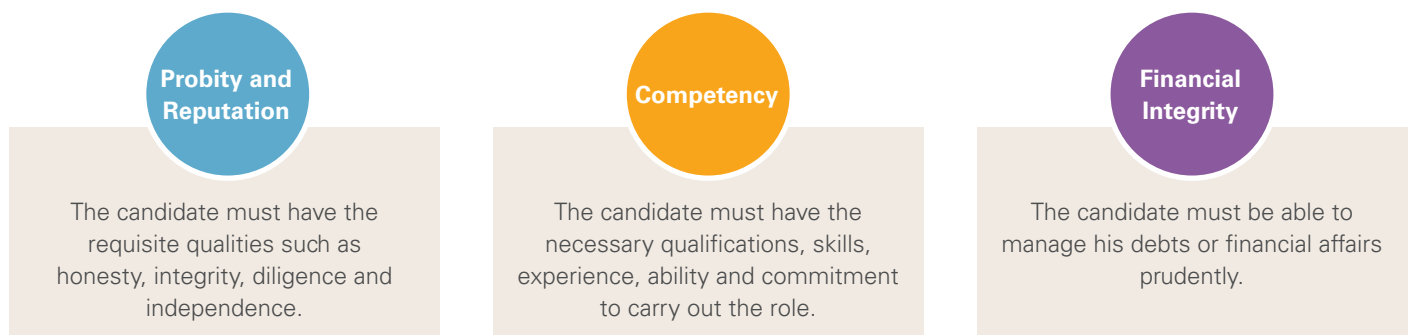 Probity and
Reputation
The candidate must have the
requisite qualities such as
honesty, integrity, diligence and
independence.
Competency
The candidate must have the
necessary qualifications, skills,
experience, ability and commitment
to carry out the role.
Financial
Integrity
The candidate must be able to
manage his debts or financial affairs
prudently.